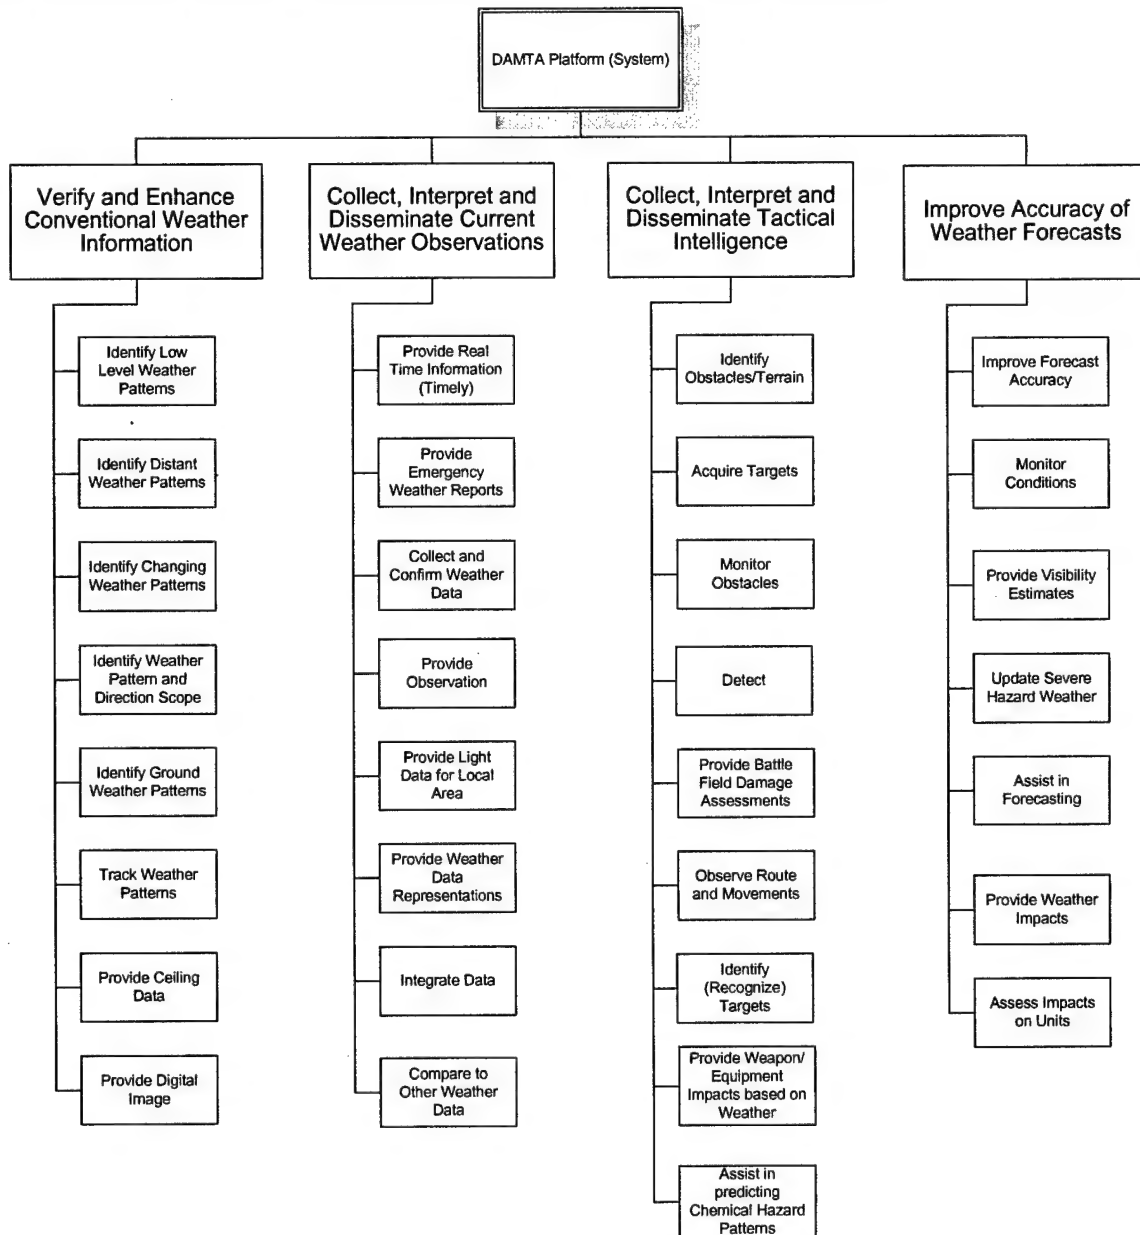 DAMTA Platform (System)
Verify and Enhance
Conventional Weather
Information
Identify Low
Level Weather
Patterns
Identify Distant
Weather Patterns
Identify Changing
Weather Patterns
Identify Weather
Pattern and
Direction Scope
Identify Ground
Weather Patterns
Track Weather
Patterns
Provide Ceiling
Data
Provide Digital
Image
Collect, Interpret and
Disseminate Current
Weather Observations
Provide Real
Time Information
(Timely)
Provide
Emergency
Weather Reports
Collect and
Confirm Weather
Data
Provide
Observation
Provide Light
Data for Local
Area
Provide Weather
Data
Representations
Integrate Data
Compare to
Other Weather
Data
Collect, Interpret and
Disseminate Tactical
Intelligence
Identify
Obstacles/Terrain
Acquire Targets
Monitor
Obstacles
Detect
Provide Battle
Field Damage
Assessments
Observe Route
and Movements
Identify
(Recognize)
Targets
Provide Weapon/
Equipment
Impacts based on
Weather
Assist in
predicting
Chemical Hazard
Patterns
Improve Accuracy of
Weather Forecasts
Improve Forecast
Accuracy
Monitor
Conditions
Provide Visibility
Estimates
Update Severe
Hazard Weather
Assist in
Forecasting
Provide Weather
Impacts
Assess Impacts
on Units